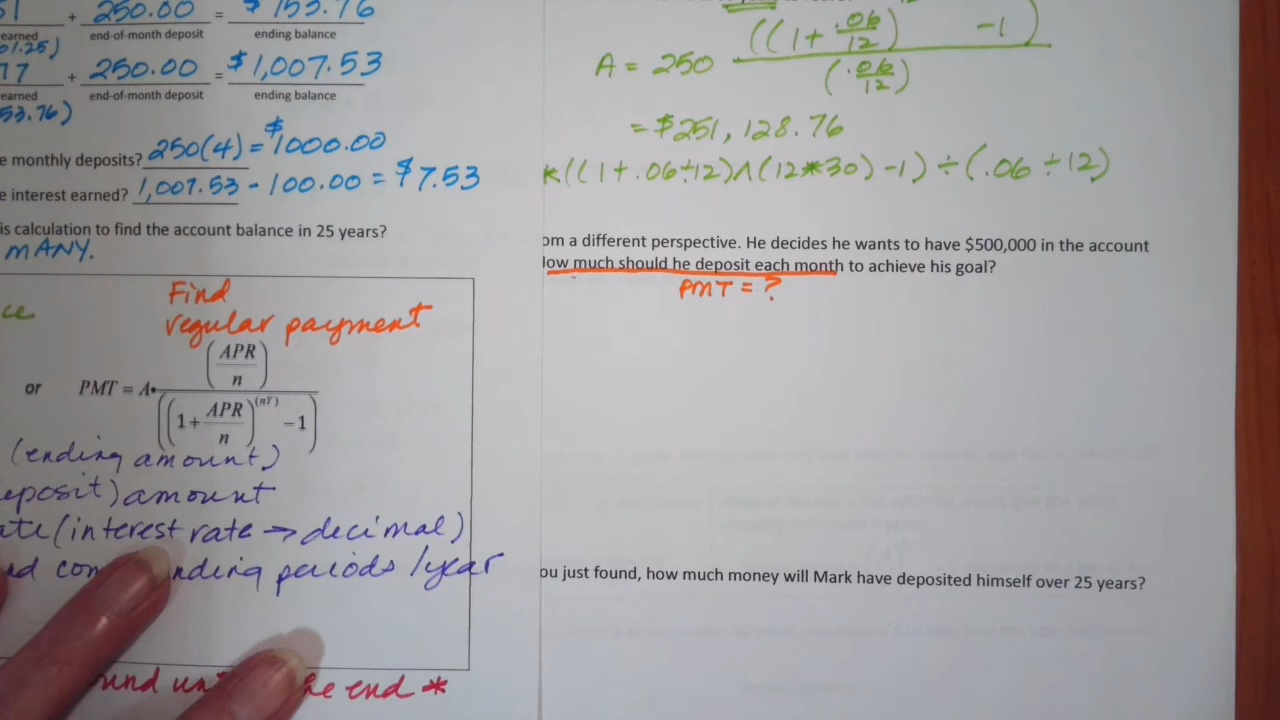 + 250.00 = $ 153.76
earned end-of-month deposit ending balance
01.25)
77 + 250.00 = $1,007.53
earned end-of-month deposit ending balance
53.76)
e monthly deposits? 250(4) = $1000.00
e interest earned? 1,007.53 - 100.00 = $7.53
is calculation to find the account balance in 25 years?
MANY.
ce
Find
regular payment
or PMT = A• (APR/n) / ((1+ APR/n)^(nY) −1)
(ending amount)
eposit) amount
ate (interest rate → decimal)
nding periods /year
und he end *
A = 250 ((1 + .06/12) -1) / (.06/12)
= $251,128.76
*((1+.06÷12)^(12*30)-1)÷(.06÷12)
om a different perspective. He decides he wants to have $500,000 in the account
low much should he deposit each month to achieve his goal?
PMT = ?
ou just found, how much money will Mark have deposited himself over 25 years?